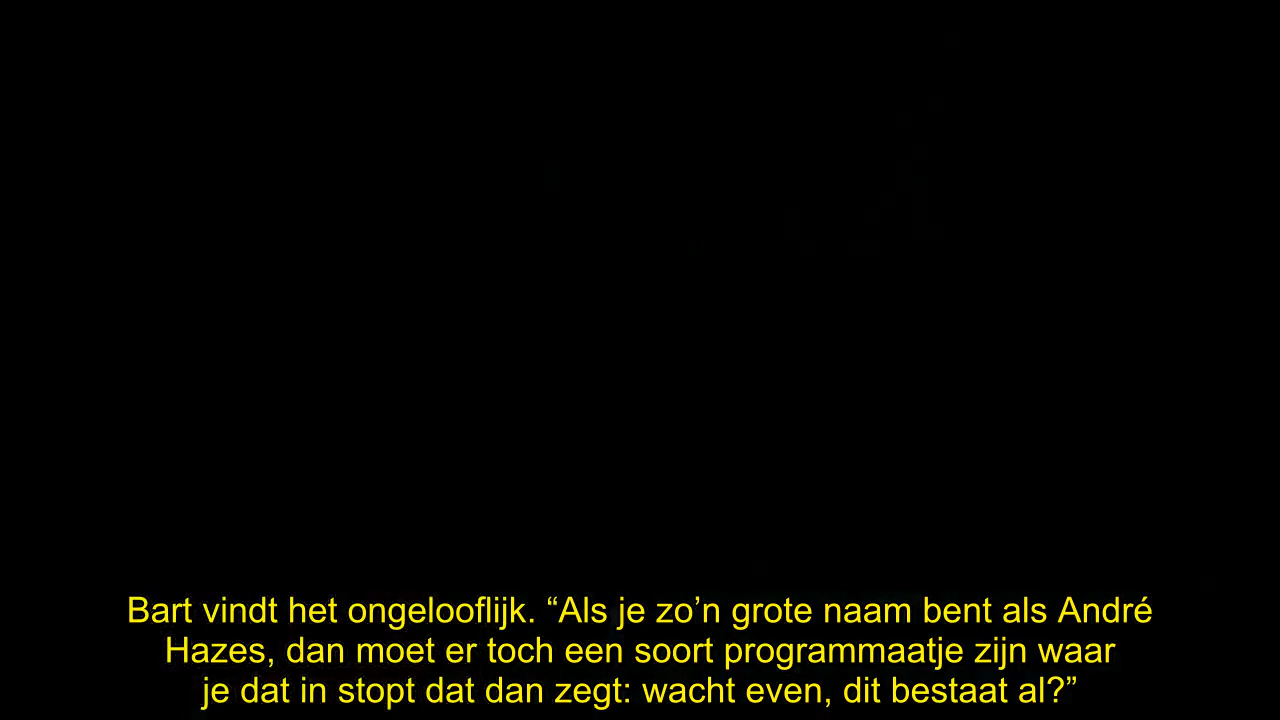 Bart vindt het ongelooflijk. “Als je zo’n grote naam bent als André
Hazes, dan moet er toch een soort programmaatje zijn waar
je dat in stopt dat dan zegt: wacht even, dit bestaat al?”